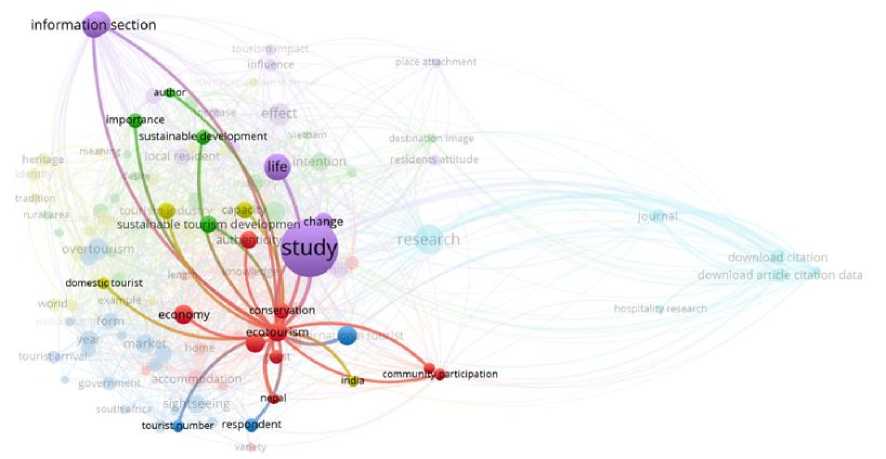 information section
tourism impact
influence
place attachment
author
effect
importance
sustainable development
vietnam
destination image
meaning
local resident
heritage
identity
life
intention
residents attitude
desire
tradition
rural area
tourism industry
capacity
sustainable tourism developmen
change
journal
authenticity
study
research
overtourism
download citation
knowledge
length
download article citation data
domestic tourist
world
example
economy
conservation
hospitality research
form
ecotourism
year
market
home
tourist arrival
cost
accommodation
india
community participation
government
nepal
sightseeing
south africa
tourist number
respondent
variety